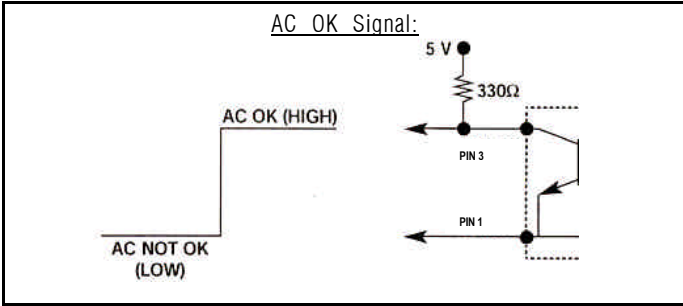 AC OK Signal:
5 V
330Ω
AC OK (HIGH)
PIN 3
PIN 1
AC NOT OK
(LOW)